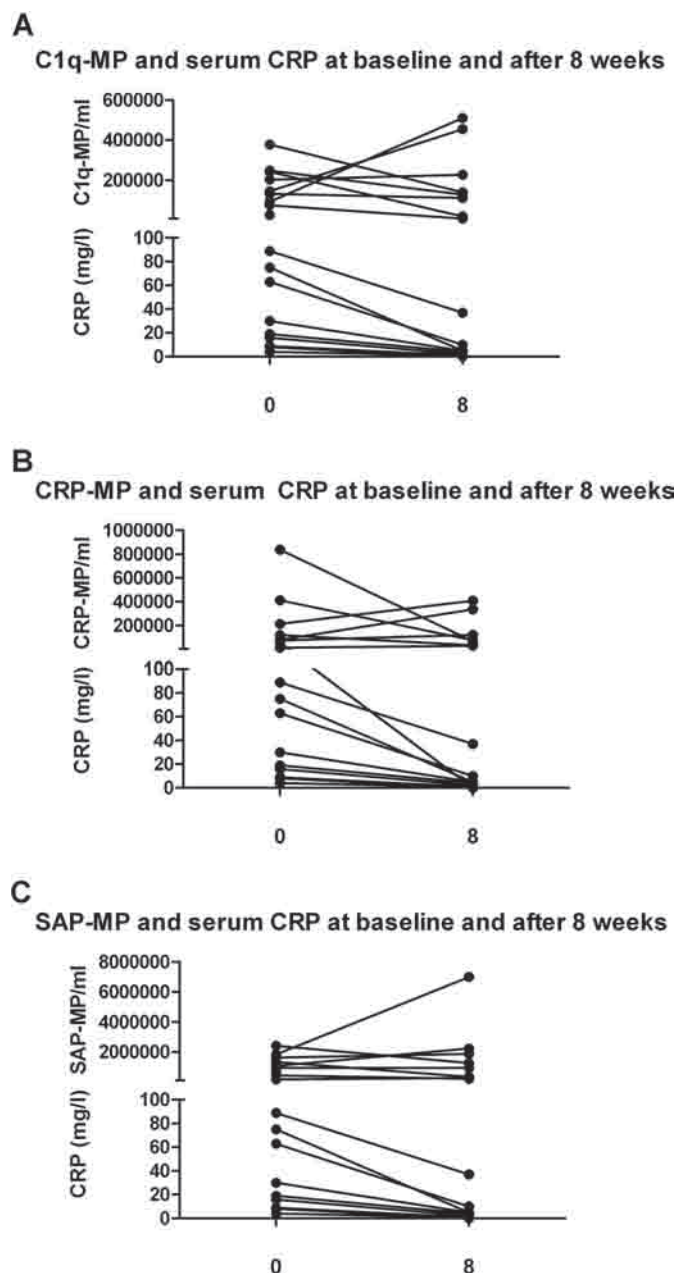 A
C1q-MP and serum CRP at baseline and after 8 weeks
C1q-MP/ml
600000
400000
200000
CRP (mg/l)
100
80
60
40
20
0
0 8
B
CRP-MP and serum CRP at baseline and after 8 weeks
CRP-MP/ml
1000000
800000
600000
400000
200000
CRP (mg/l)
100
80
60
40
20
0
0 8
C
SAP-MP and serum CRP at baseline and after 8 weeks
SAP-MP/ml
8000000
6000000
4000000
2000000
CRP (mg/l)
100
80
60
40
20
0
0 8